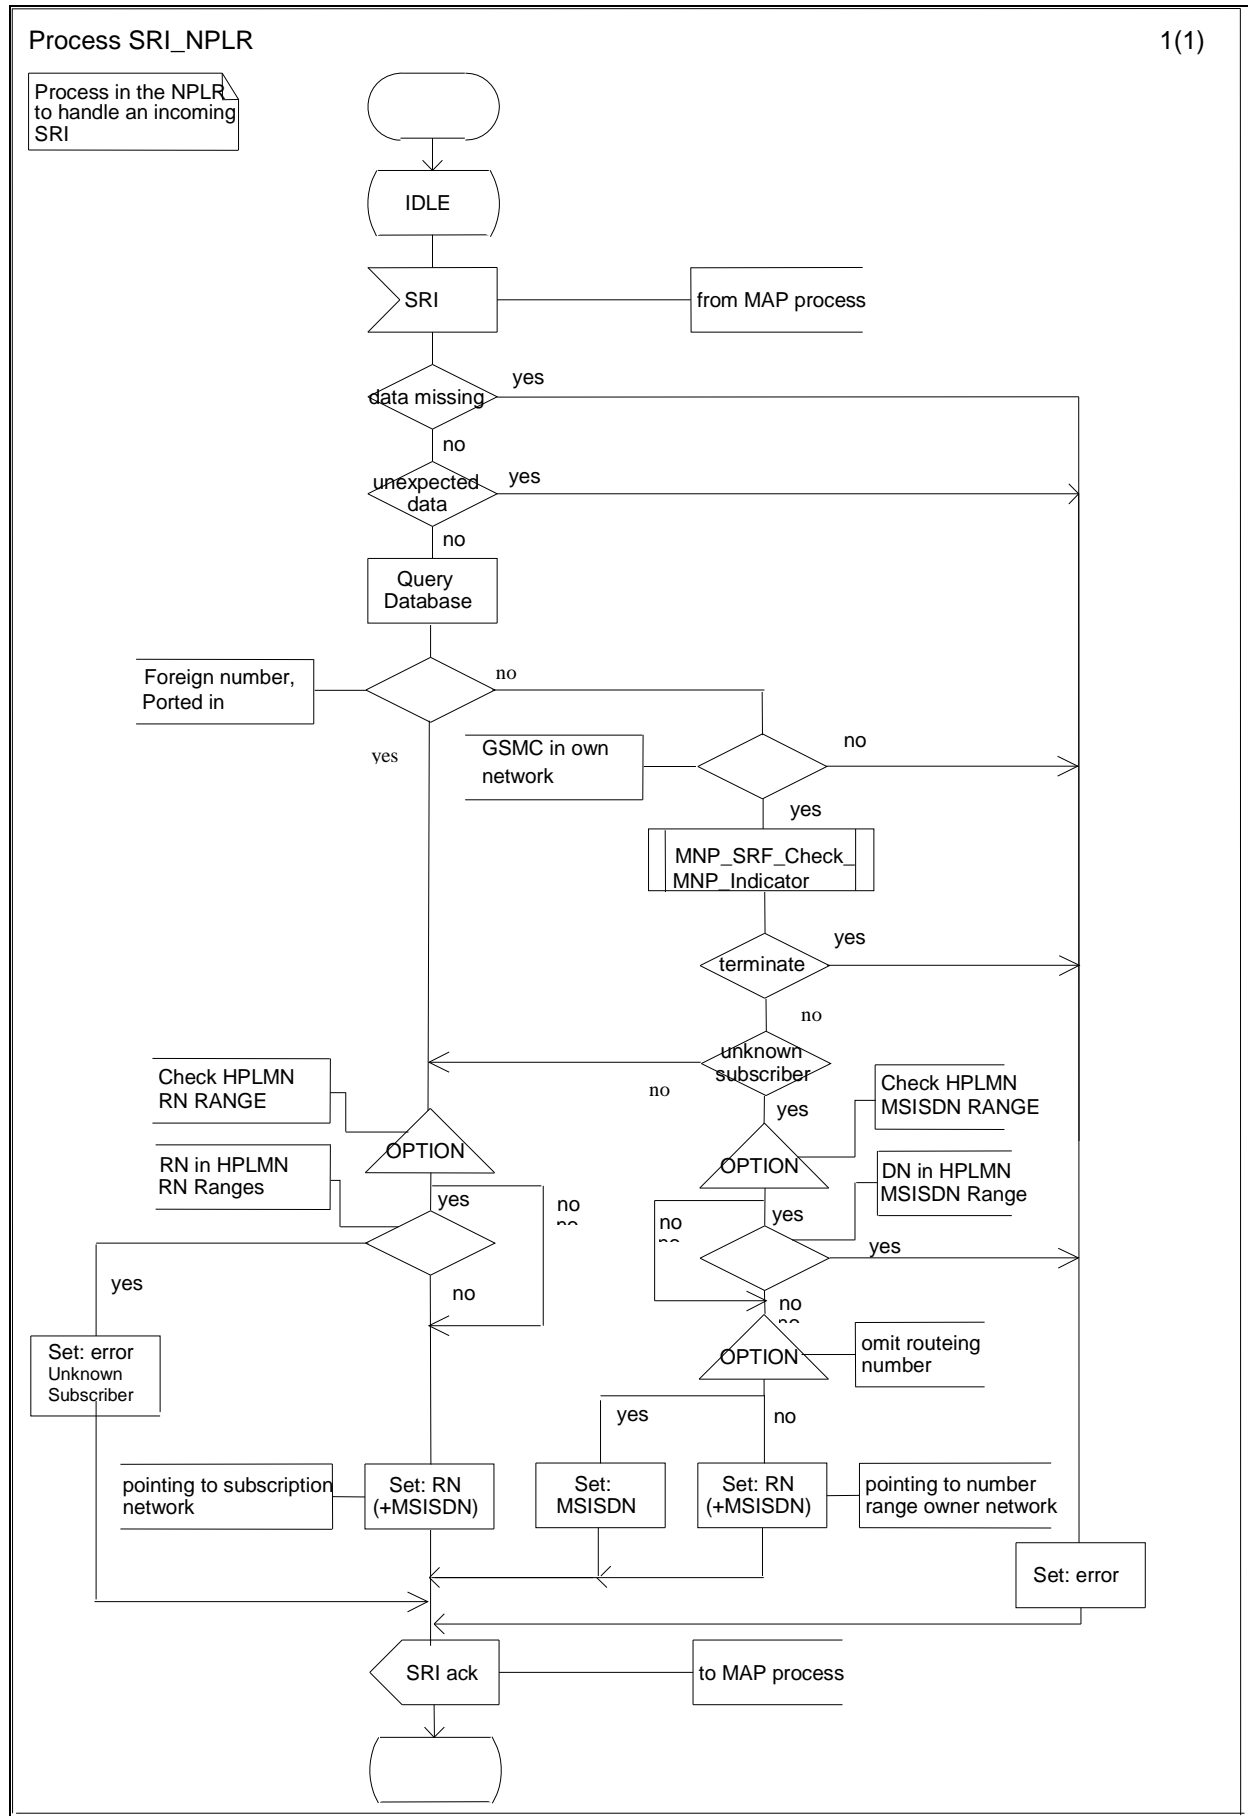 Process SRI_NPLR
1(1)
Process in the NPLR
to handle an incoming
SRI
IDLE
SRI
from MAP process
data missing
yes
no
unexpected
data
yes
no
Query
Database
Foreign number,
Ported in
no
yes
GSMC in own
network
no
yes
MNP_SRF_Check_
MNP_Indicator
terminate
yes
no
unknown
subscriber
no
yes
Check HPLMN
RN RANGE
OPTION
Check HPLMN
MSISDN RANGE
OPTION
RN in HPLMN
RN Ranges
yes
no
no
DN in HPLMN
MSISDN Range
yes
no
no
yes
yes
no
no
no
OPTION
omit routeing
number
Set: error
Unknown
Subscriber
yes
no
pointing to subscription
network
Set: RN
(+MSISDN)
Set:
MSISDN
Set: RN
(+MSISDN)
pointing to number
range owner network
Set: error
SRI ack
to MAP process